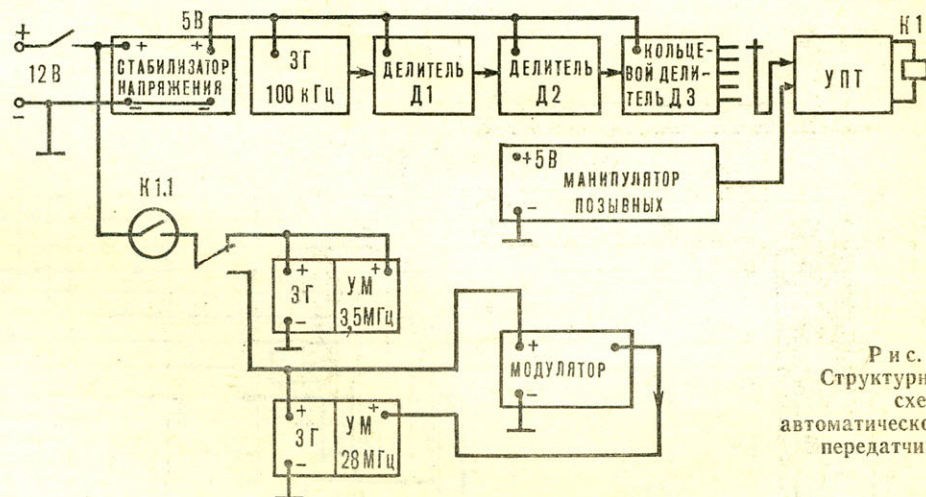 +
12 В
−
5В
+ +
СТАБИЛИЗАТОР
НАПРЯЖЕНИЯ
− −
ЗГ
100 кГц
ДЕЛИТЕЛЬ
Д1
ДЕЛИТЕЛЬ
Д2
КОЛЬЦЕ-
ВОЙ ДЕЛИ-
ТЕЛЬ Д3
УПТ
К1
+5В
МАНИПУЛЯТОР
ПОЗЫВНЫХ
−
К1.1
+
ЗГ
−
+
УМ
3,5МГц
+
МОДУЛЯТОР
−
+
ЗГ
−
+
УМ
28МГц
Рис.
Структурн
схе
автоматическо
передатчи